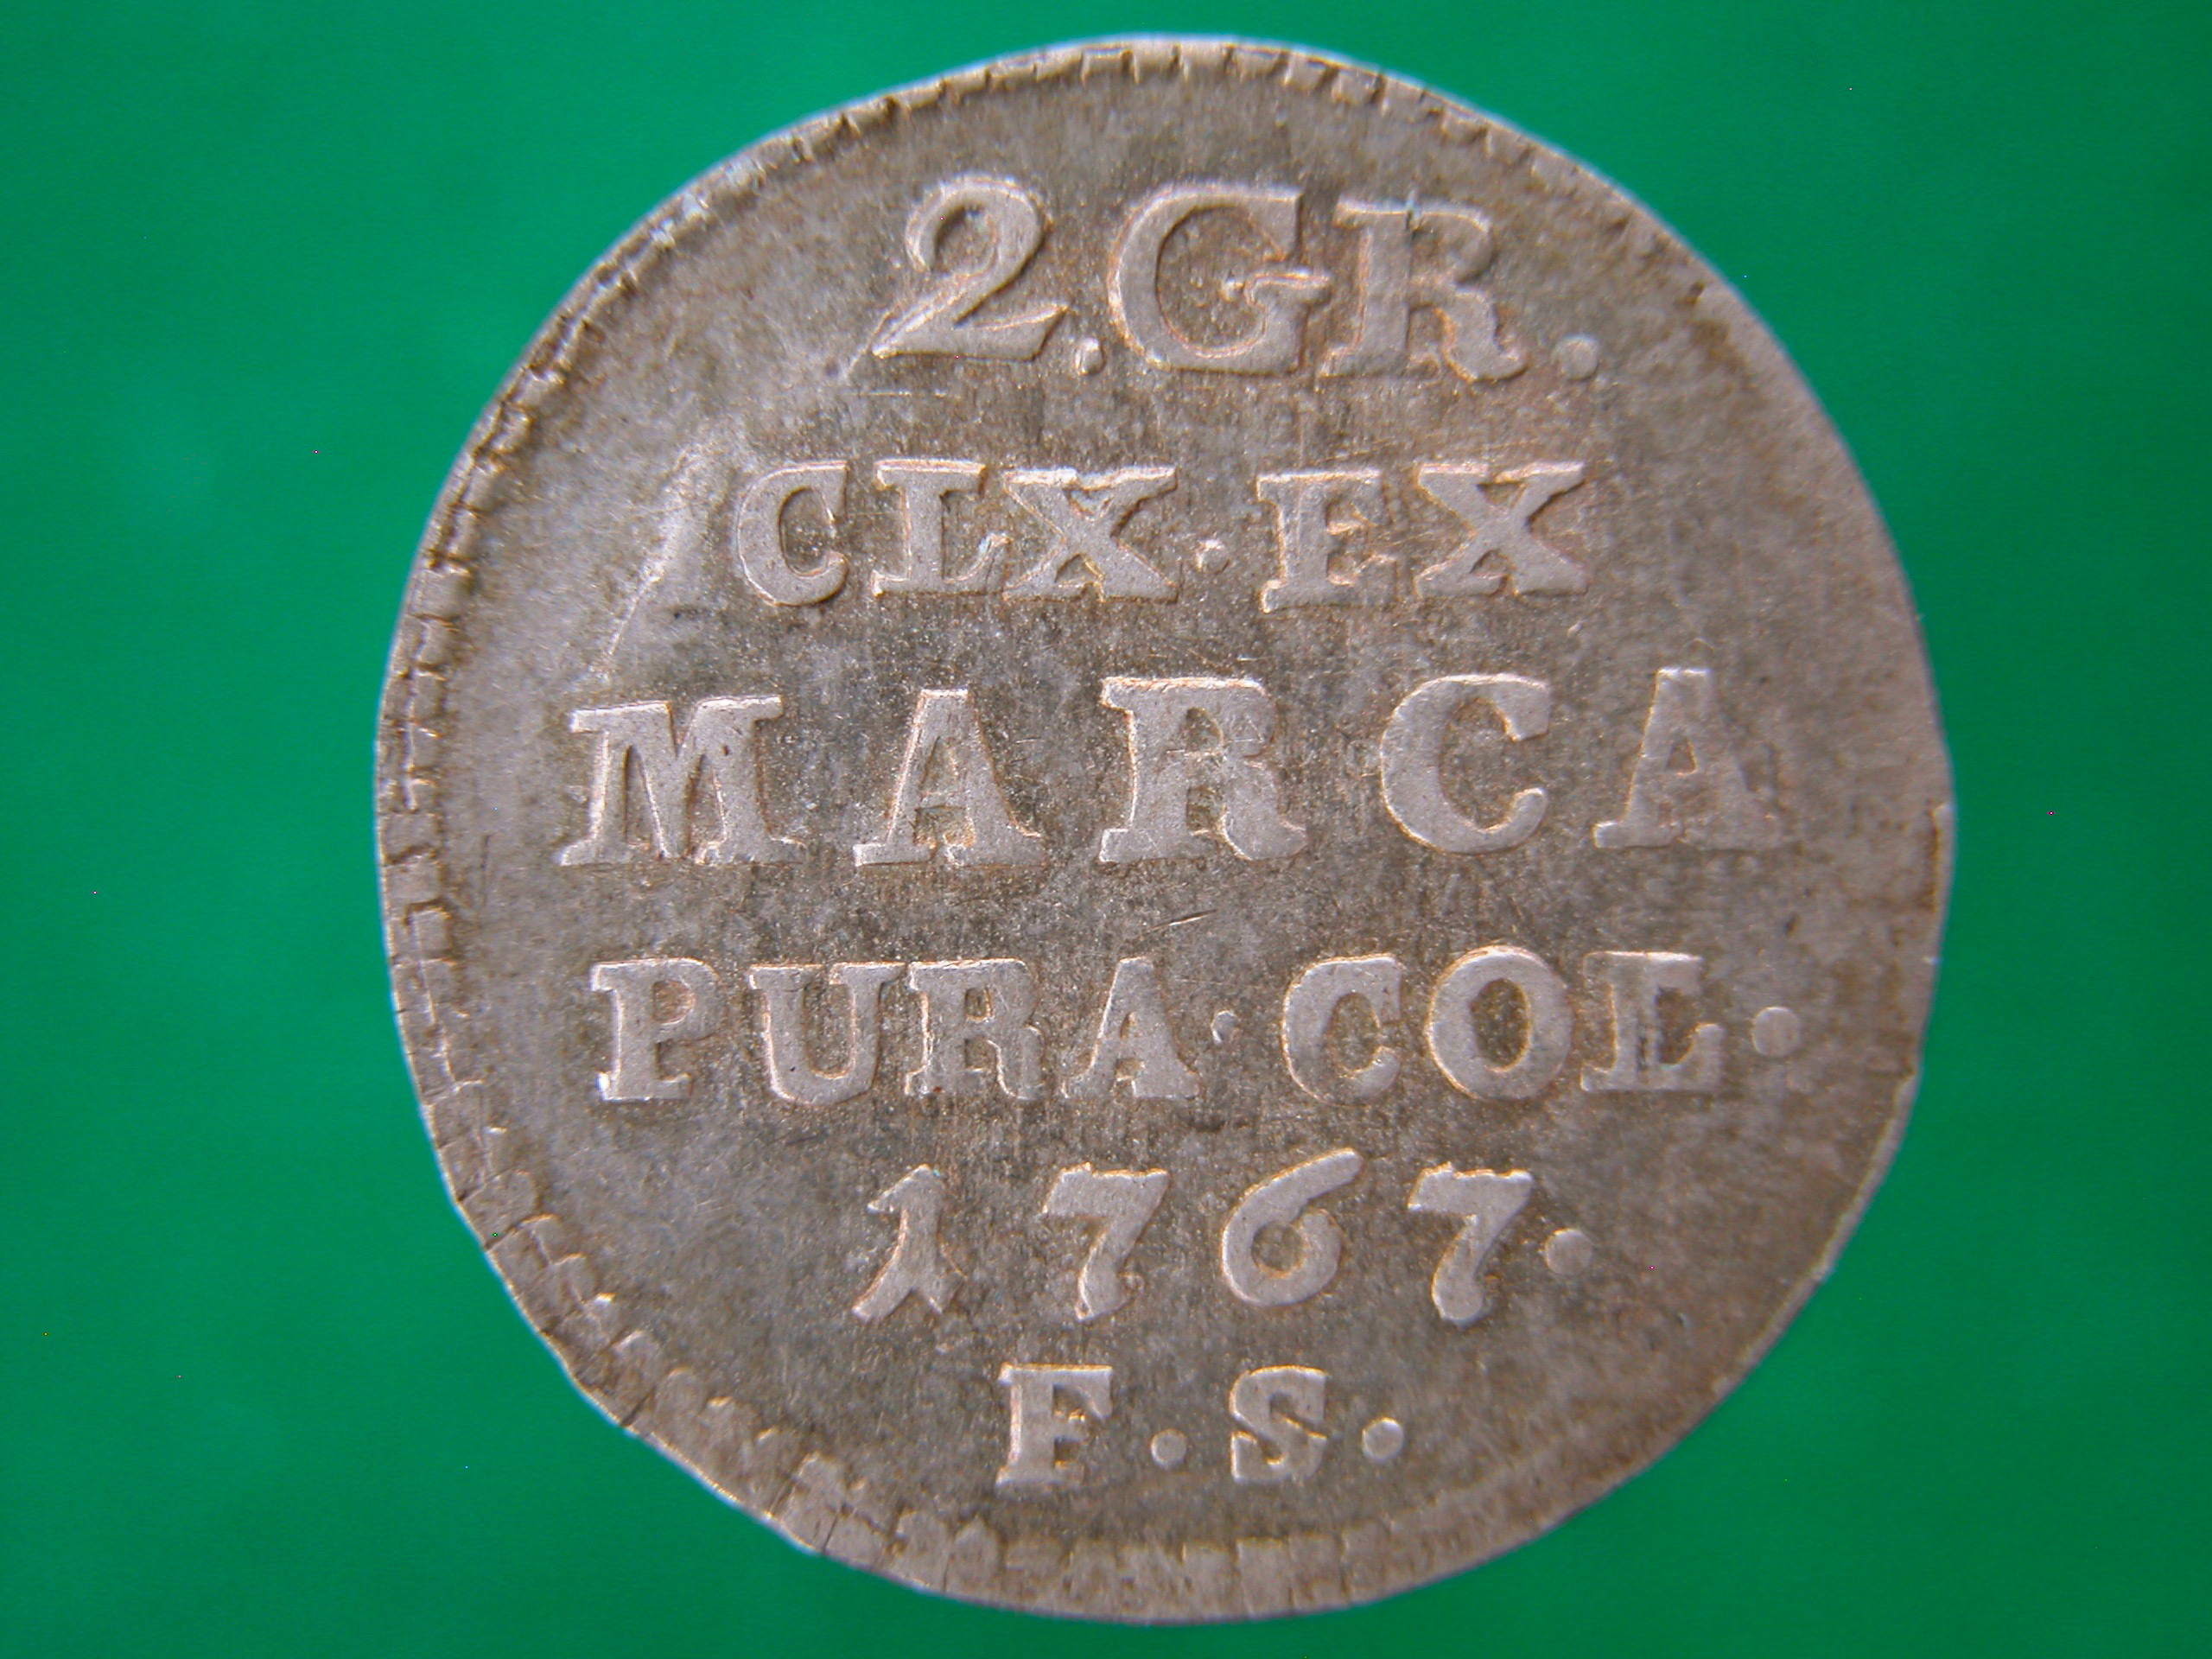 2.GR.
CLX·EX
MARCA
PURA·COL·
1767·
F·S·